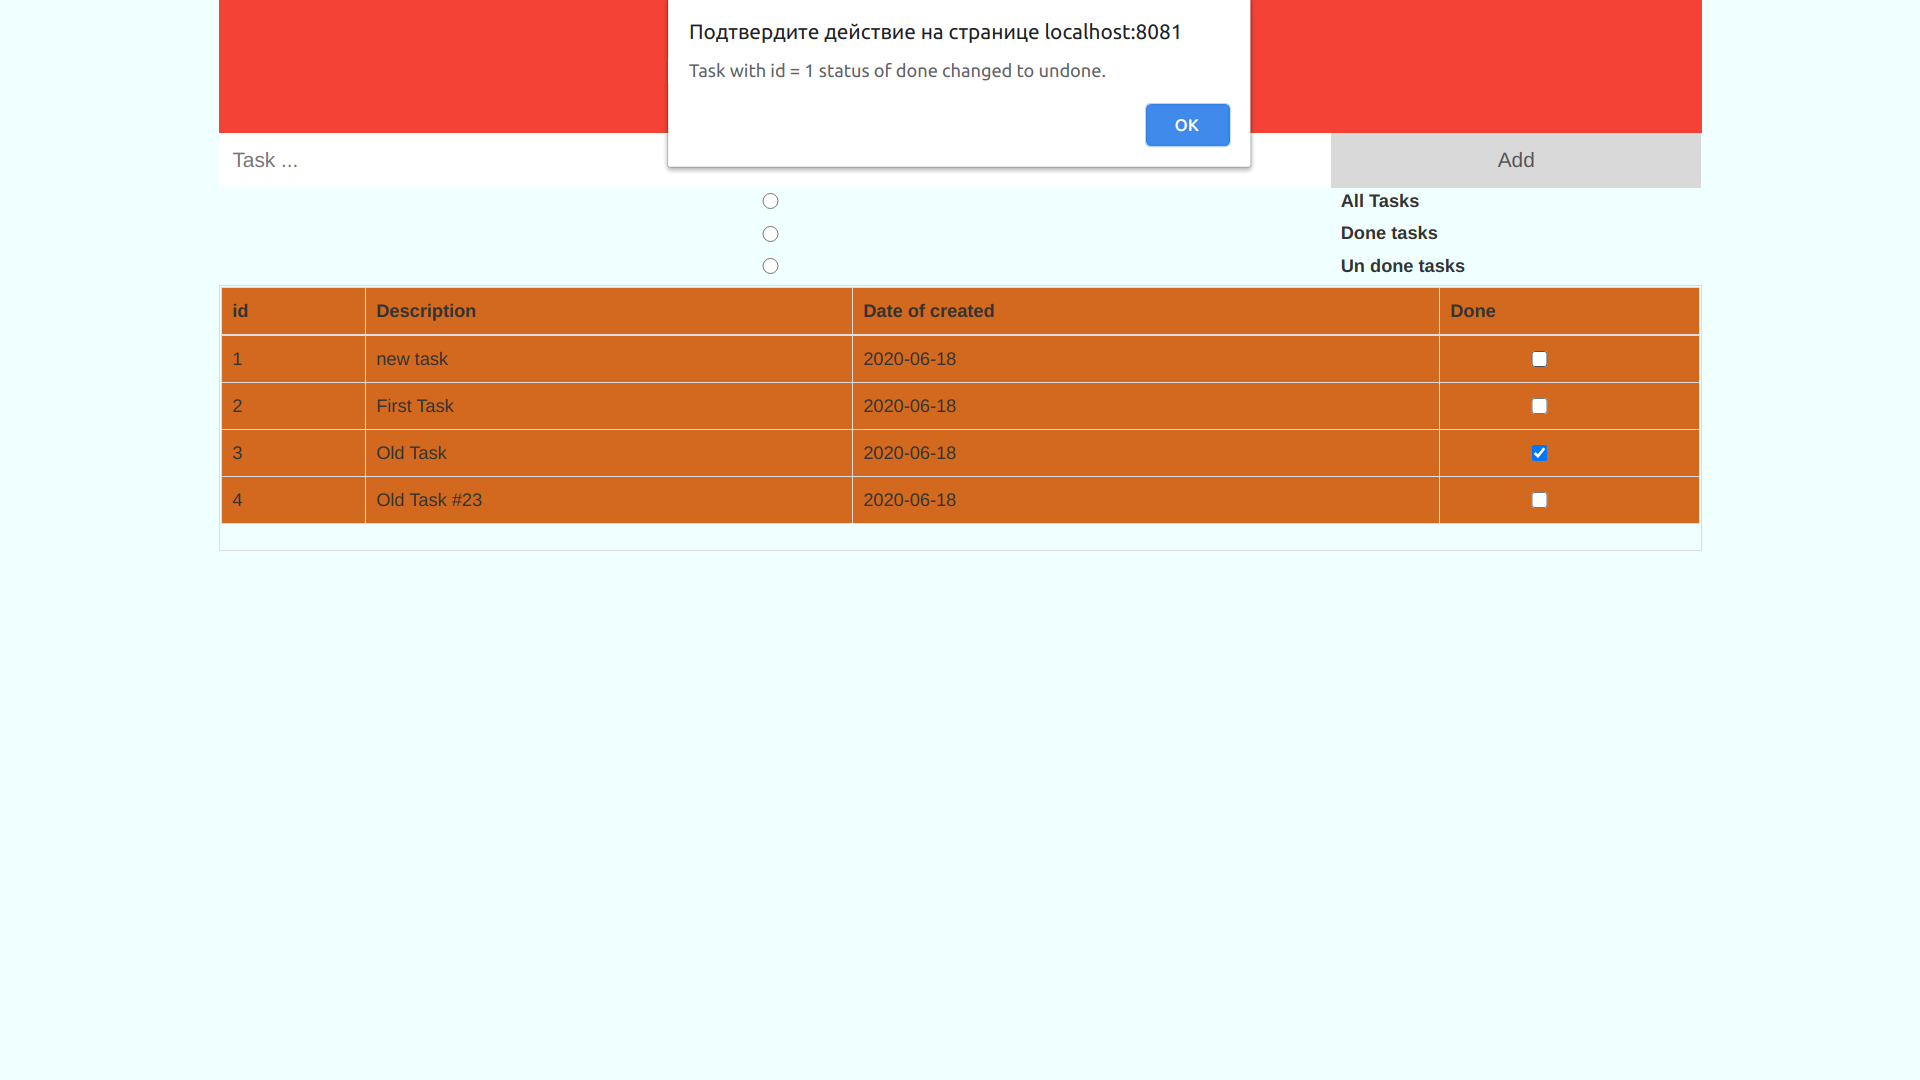 Подтвердите действие на странице localhost:8081
Task with id = 1 status of done changed to undone.
OK
Task ...
Add
All Tasks
Done tasks
Un done tasks
id Description Date of created Done
1 new task 2020-06-18
2 First Task 2020-06-18
3 Old Task 2020-06-18
4 Old Task #23 2020-06-18